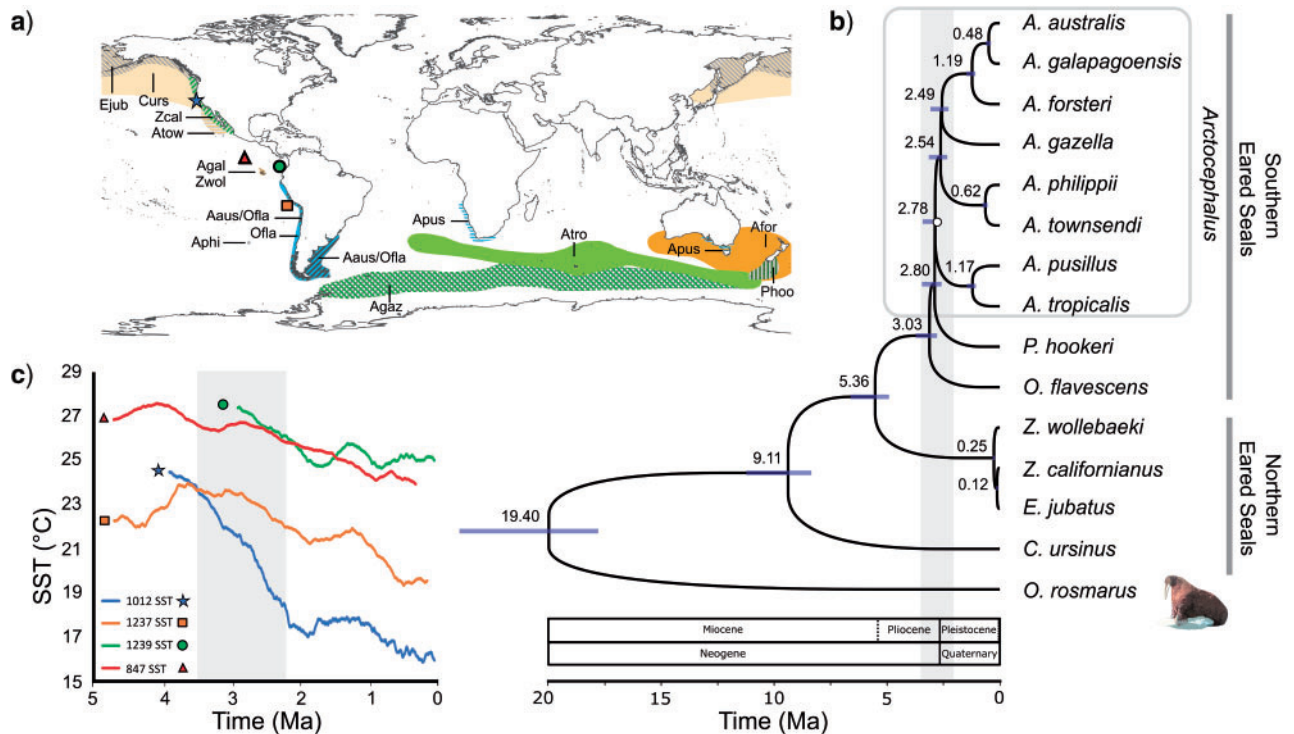 a)
Ejub
Curs
Zcal
Atow
Agal
Zwol
Aaus/Ofla
Ofla
Aphi
Aaus/Ofla
Agaz
Apus
Atro
Apus
Afor
Phoo
b)
0.48
1.19
2.49
2.54
0.62
2.78
1.17
2.80
3.03
5.36
0.25
0.12
9.11
19.40
A. australis
A. galapagoensis
A. forsteri
A. gazella
A. philippii
A. townsendi
A. pusillus
A. tropicalis
P. hookeri
O. flavescens
Z. wollebaeki
Z. californianus
E. jubatus
C. ursinus
O. rosmarus
Arctocephalus
Southern
Eared Seals
Northern
Eared Seals
Miocene
Pliocene
Pleistocene
Neogene
Quaternary
20
15
10
5
0
Time (Ma)
c)
29
27
25
23
21
19
17
15
SST (°C)
1012 SST
1237 SST
1239 SST
847 SST
5
4
3
2
1
0
Time (Ma)